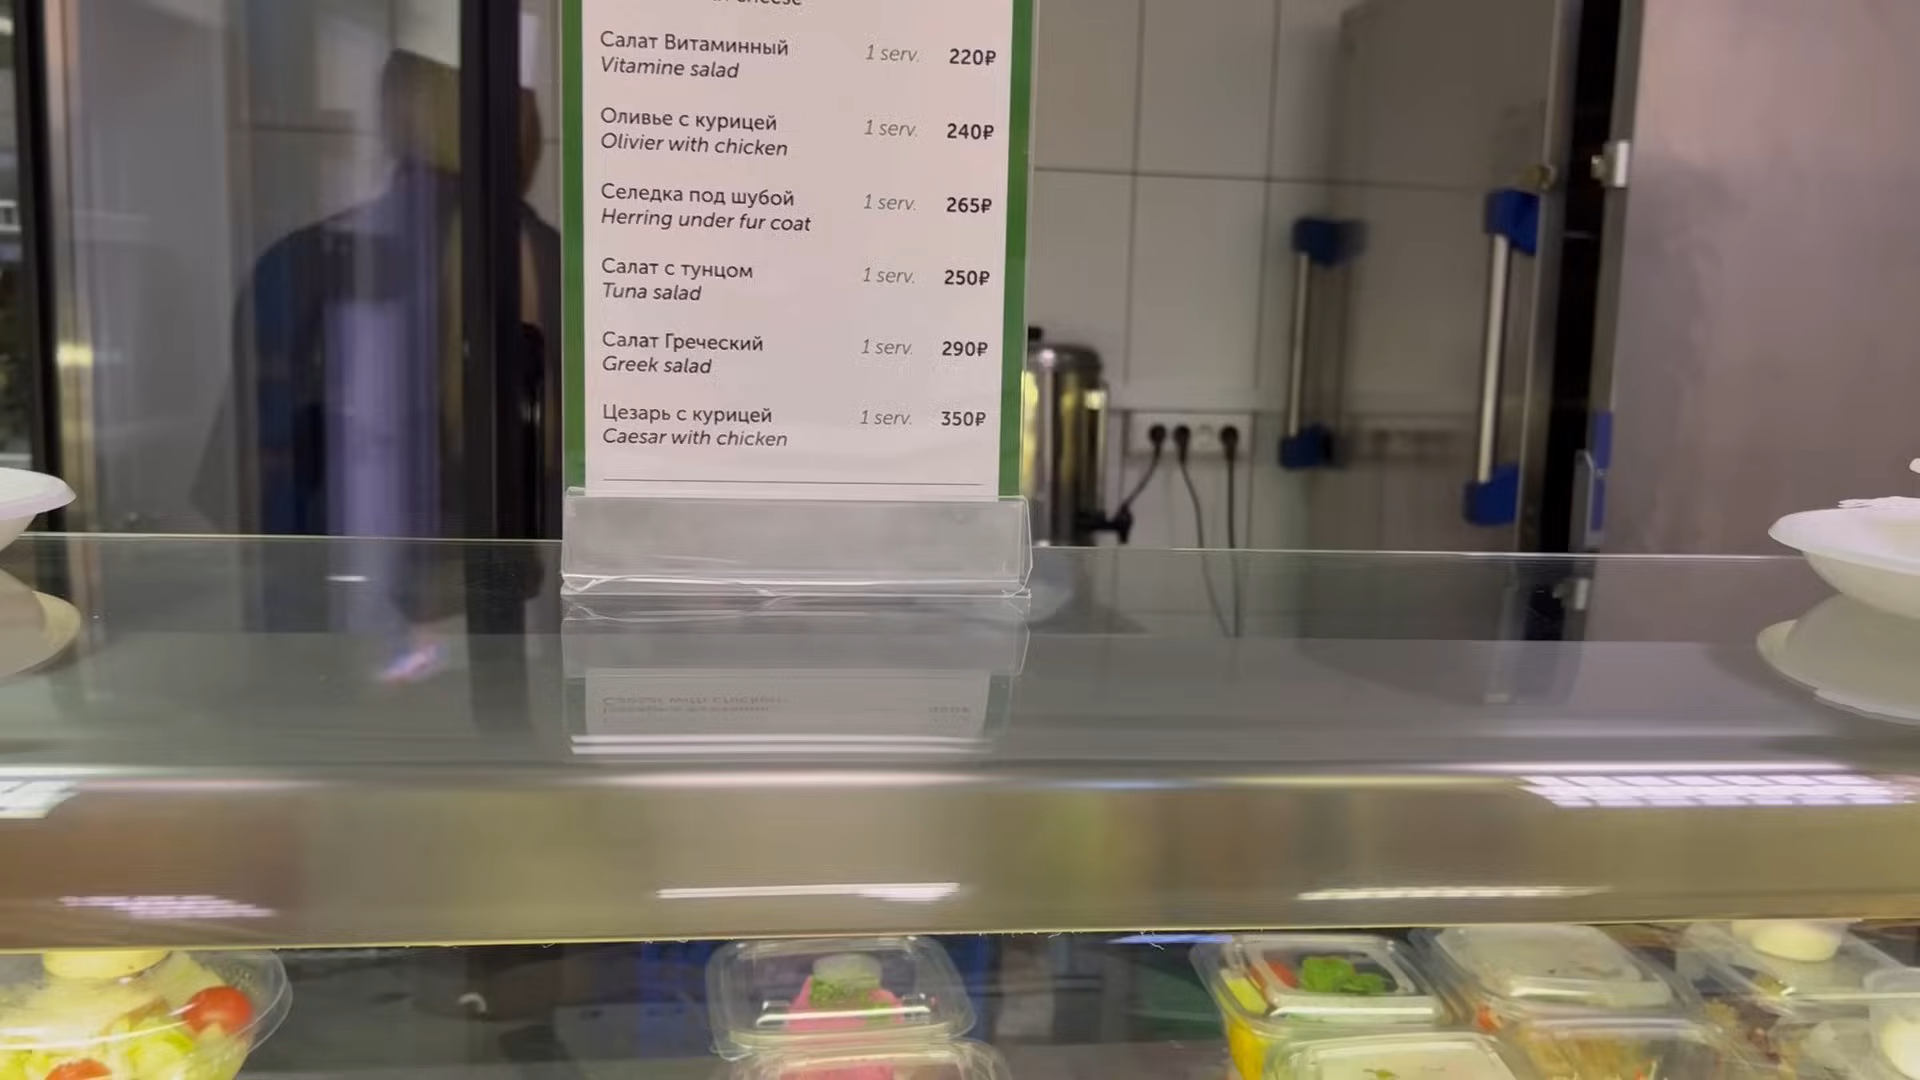 cheese
Салат Витаминный 1 serv. 220₽
Vitamine salad
Оливье с курицей 1 serv. 240₽
Olivier with chicken
Селедка под шубой 1 serv. 265₽
Herring under fur coat
Салат с тунцом 1 serv. 250₽
Tuna salad
Салат Греческий 1 serv. 290₽
Greek salad
Цезарь с курицей 1 serv. 350₽
Caesar with chicken